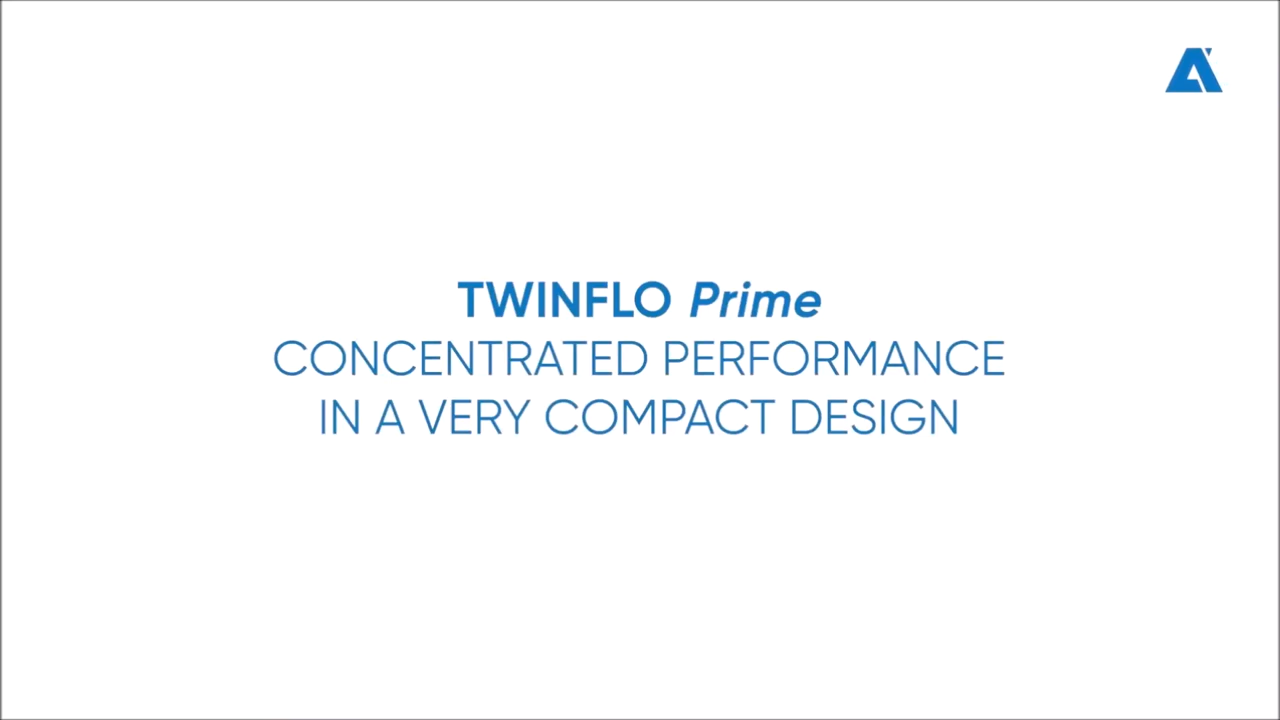 TWINFLO Prime
CONCENTRATED PERFORMANCE
IN A VERY COMPACT DESIGN